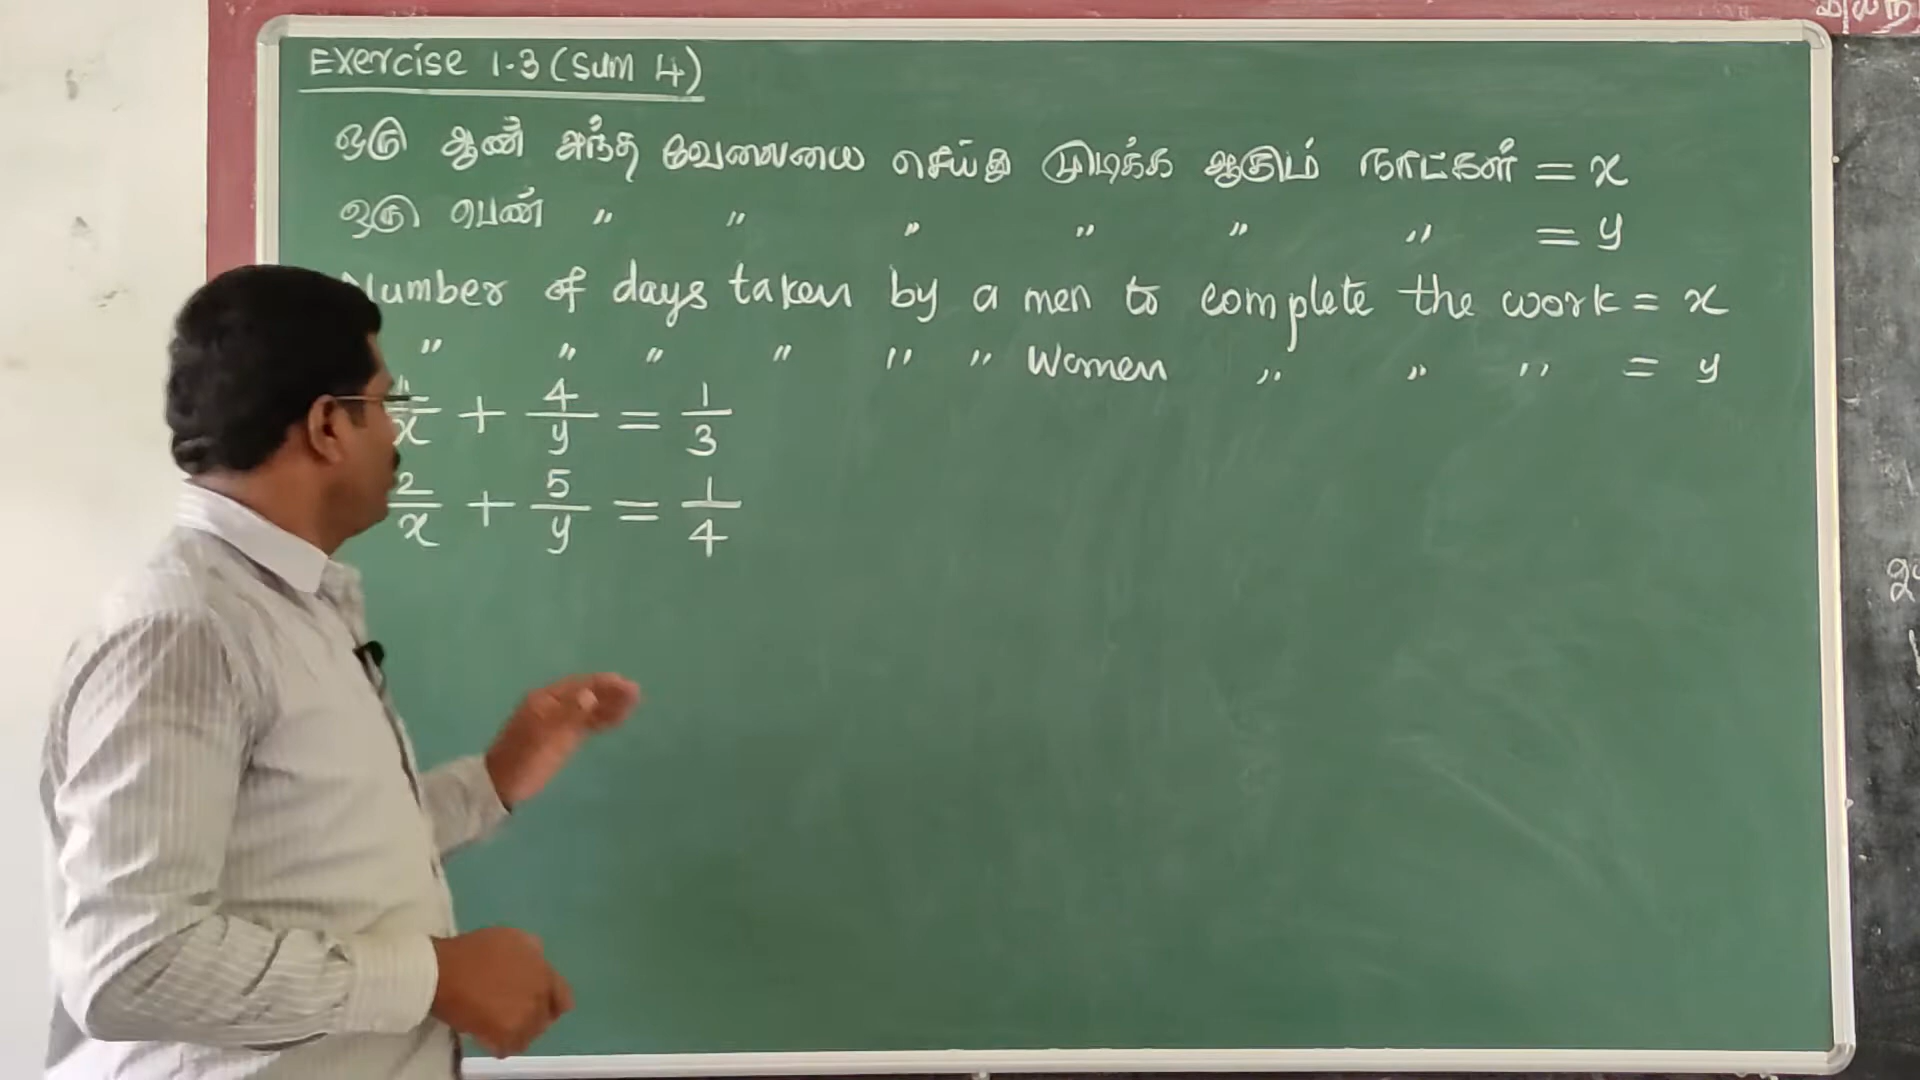 Exercise 1.3 (Sum 4)
ஒரு ஆண் அந்த வேலையை செய்து முடிக்க ஆகும் நாட்கள் = x
ஒரு பெண் " " " " " " = y
Number of days taken by a men to complete the work = x
" " " " " " Women " " " = y
/x + 4/y = 1/3
2/x + 5/y = 1/4